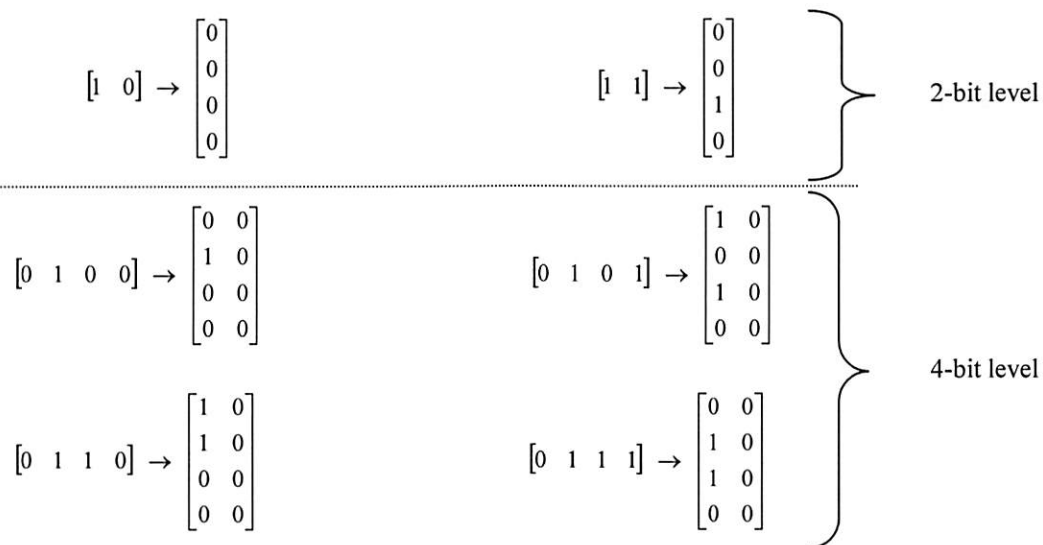 [1 0] → [0 0 0 0]
[1 1] → [0 0 1 0]
2-bit level
[0 1 0 0] → [0 0
1 0
0 0
0 0]
[0 1 0 1] → [1 0
0 0
1 0
0 0]
4-bit level
[0 1 1 0] → [1 0
1 0
0 0
0 0]
[0 1 1 1] → [0 0
1 0
1 0
0 0]